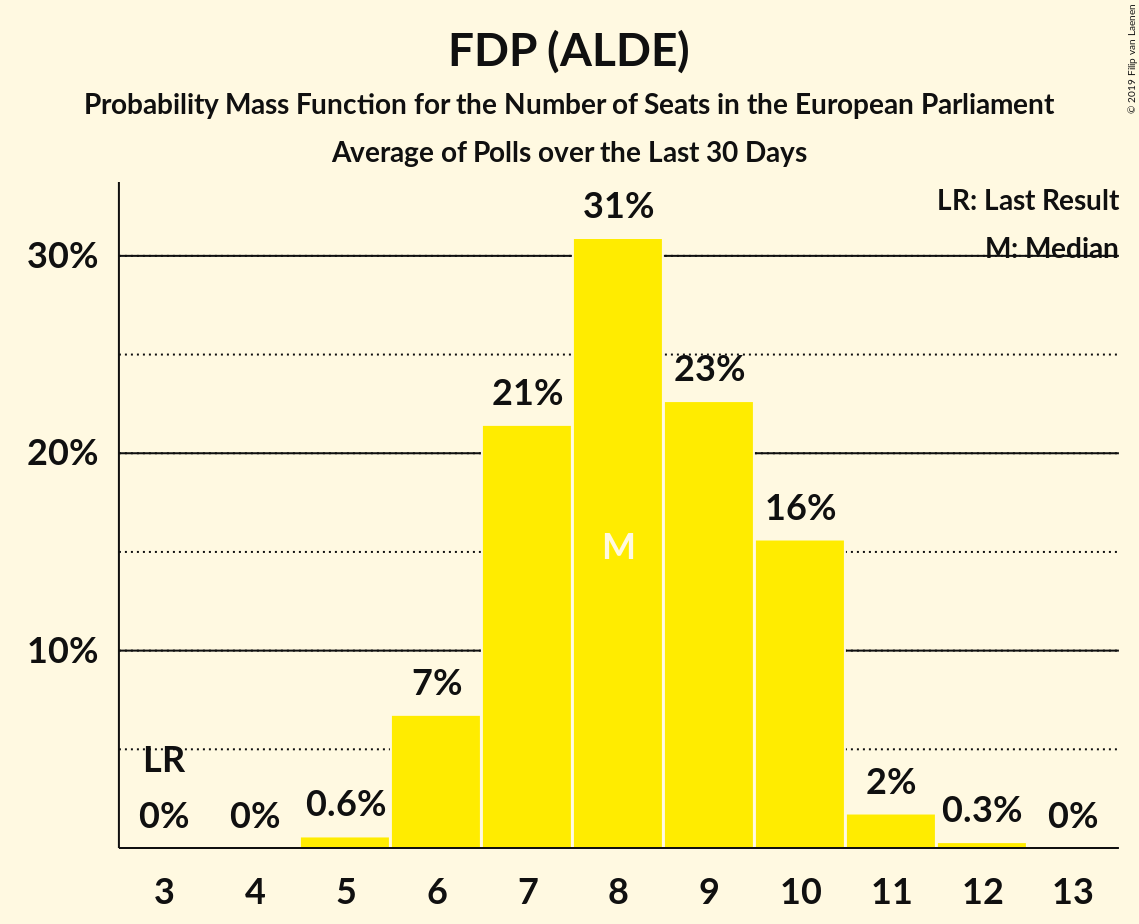 FDP (ALDE)
Probability Mass Function for the Number of Seats in the European Parliament
Average of Polls over the Last 30 Days
© 2019 Filip van Laenen
LR: Last Result
M: Median
30%
20%
10%
LR
0%
0%
0.6%
7%
21%
31%
M
23%
16%
2%
0.3%
0%
3 4 5 6 7 8 9 10 11 12 13